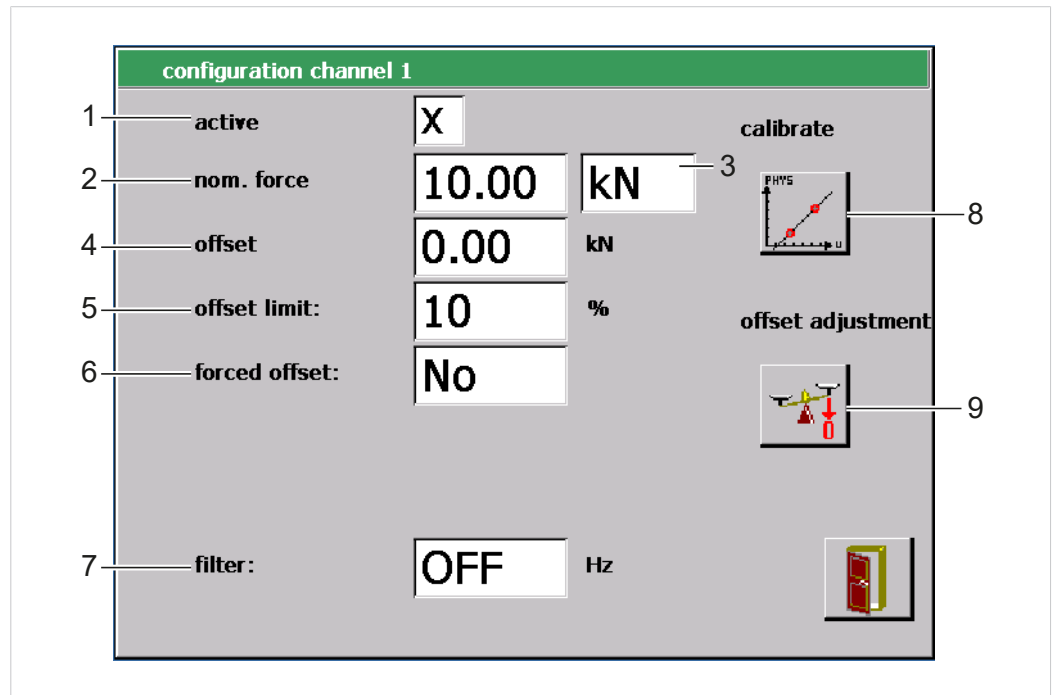 configuration channel 1
1 active X calibrate
2 nom. force 10.00 kN 3
PHYS
U
8
4 offset 0.00 kN
5 offset limit: 10 %
offset adjustment
6 forced offset: No
0
9
7 filter: OFF Hz